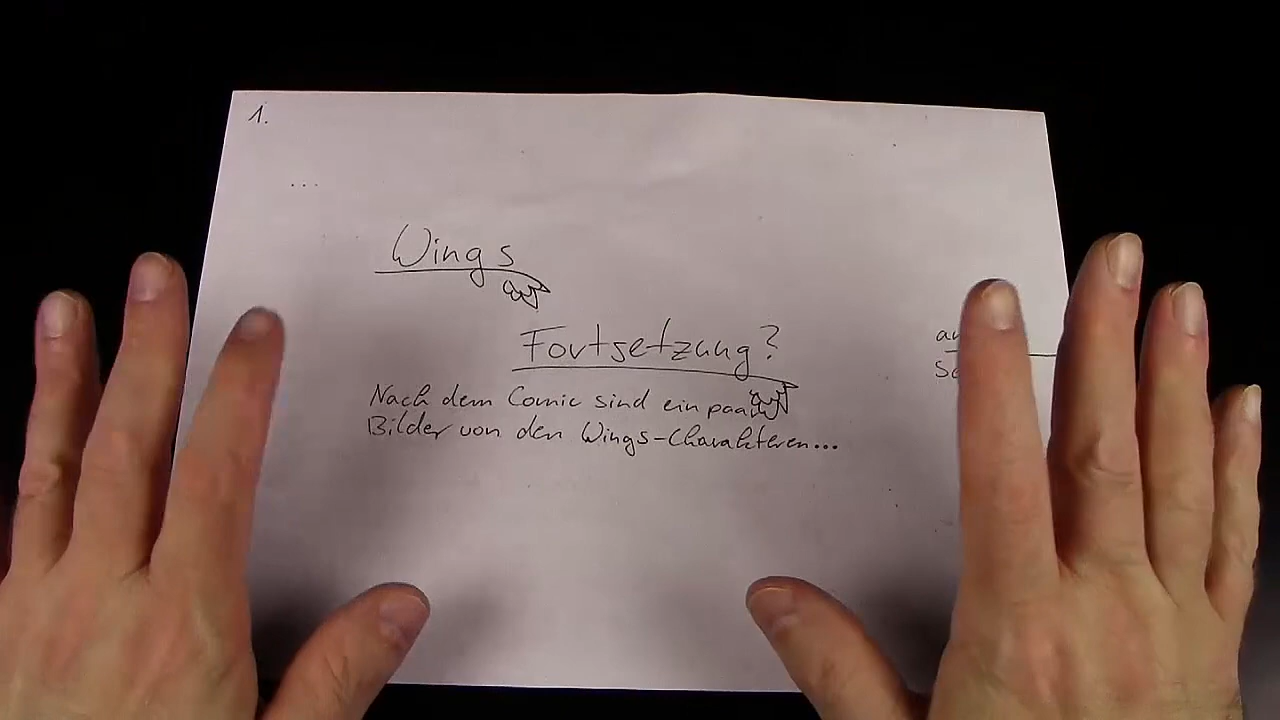 1.
...
Wings
Fortsetzung?
Nach dem Comic sind ein paar
Bilder von den Wings-Charakteren...